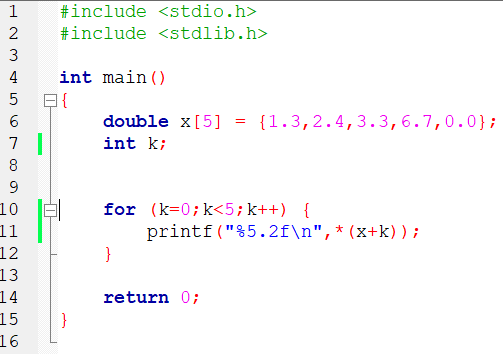 1 #include <stdio.h>
2 #include <stdlib.h>
3
4 int main()
5 {
6 double x[5] = {1.3,2.4,3.3,6.7,0.0};
7 int k;
8
9
10 for (k=0;k<5;k++) {
11 printf("%5.2f\n",*(x+k));
12 }
13
14 return 0;
15 }
16